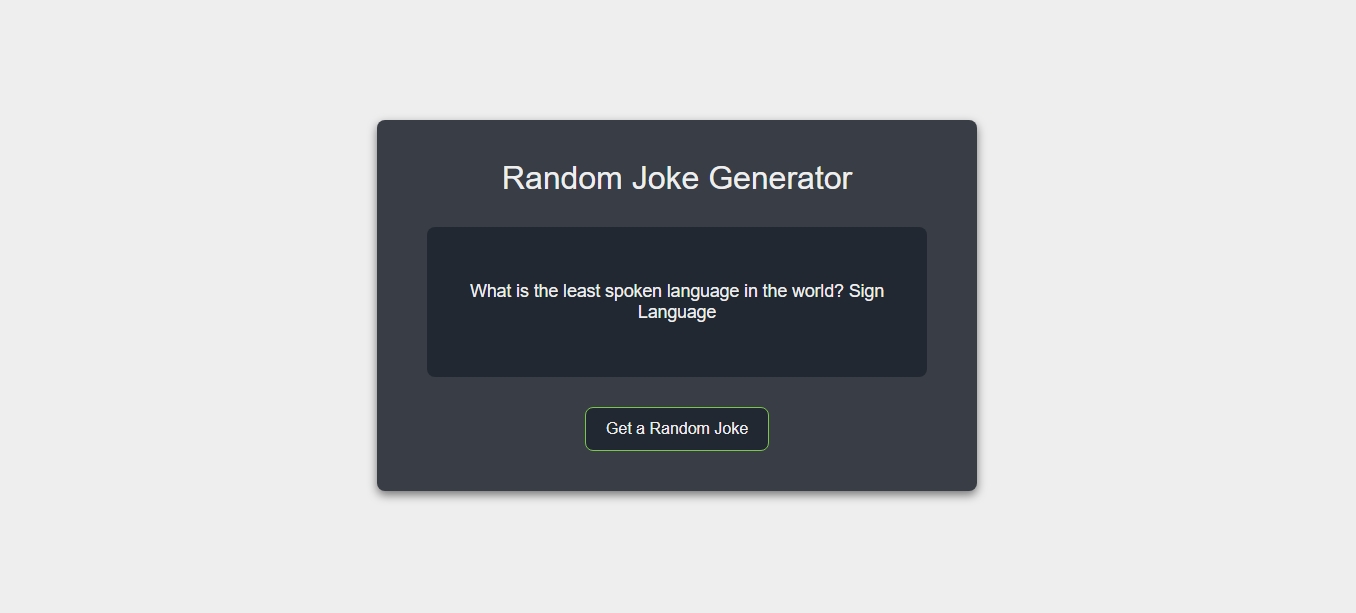 Random Joke Generator
What is the least spoken language in the world? Sign
Language
Get a Random Joke